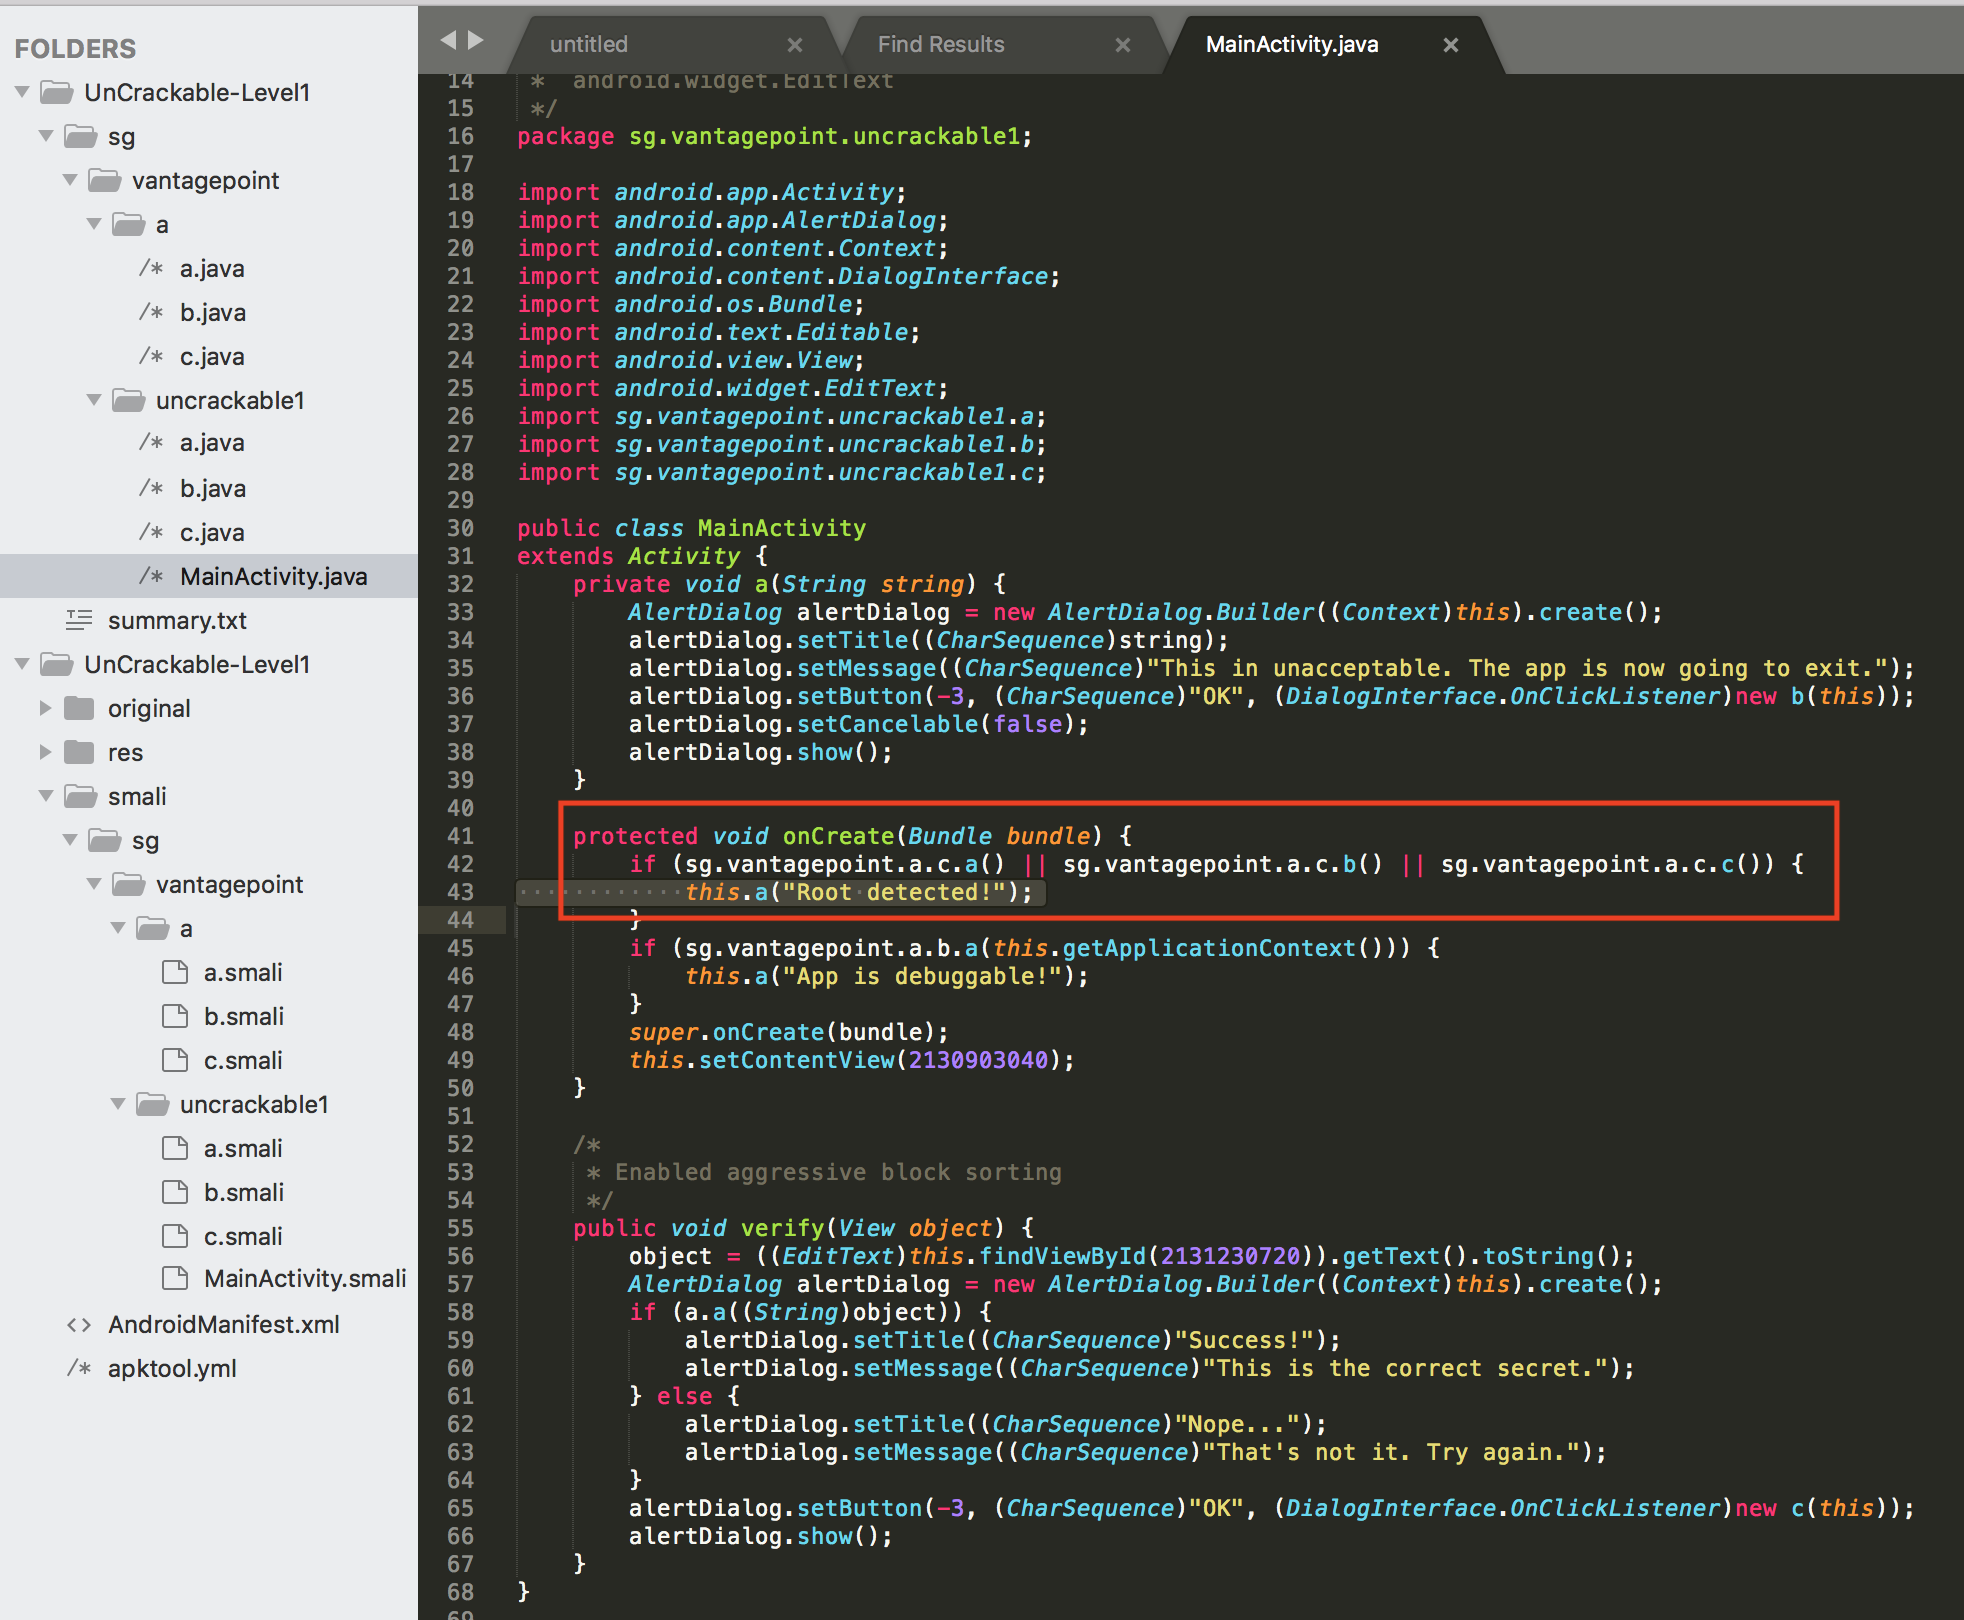 FOLDERS
UnCrackable-Level1
sg
vantagepoint
a
/* a.java
/* b.java
/* c.java
uncrackable1
/* a.java
/* b.java
/* c.java
/* MainActivity.java
summary.txt
UnCrackable-Level1
original
res
smali
sg
vantagepoint
a
a.smali
b.smali
c.smali
uncrackable1
a.smali
b.smali
c.smali
MainActivity.smali
<> AndroidManifest.xml
/* apktool.yml
untitled × Find Results × MainActivity.java ×
14  *  android.widget.EditText
15  */
16 package sg.vantagepoint.uncrackable1;
17
18 import android.app.Activity;
19 import android.app.AlertDialog;
20 import android.content.Context;
21 import android.content.DialogInterface;
22 import android.os.Bundle;
23 import android.text.Editable;
24 import android.view.View;
25 import android.widget.EditText;
26 import sg.vantagepoint.uncrackable1.a;
27 import sg.vantagepoint.uncrackable1.b;
28 import sg.vantagepoint.uncrackable1.c;
29
30 public class MainActivity
31 extends Activity {
32     private void a(String string) {
33         AlertDialog alertDialog = new AlertDialog.Builder((Context)this).create();
34         alertDialog.setTitle((CharSequence)string);
35         alertDialog.setMessage((CharSequence)"This in unacceptable. The app is now going to exit.");
36         alertDialog.setButton(-3, (CharSequence)"OK", (DialogInterface.OnClickListener)new b(this));
37         alertDialog.setCancelable(false);
38         alertDialog.show();
39     }
40
41     protected void onCreate(Bundle bundle) {
42         if (sg.vantagepoint.a.c.a() || sg.vantagepoint.a.c.b() || sg.vantagepoint.a.c.c()) {
43             this.a("Root detected!");
44         }
45         if (sg.vantagepoint.a.b.a(this.getApplicationContext())) {
46             this.a("App is debuggable!");
47         }
48         super.onCreate(bundle);
49         this.setContentView(2130903040);
50     }
51
52     /*
53      * Enabled aggressive block sorting
54      */
55     public void verify(View object) {
56         object = ((EditText)this.findViewById(2131230720)).getText().toString();
57         AlertDialog alertDialog = new AlertDialog.Builder((Context)this).create();
58         if (a.a((String)object)) {
59             alertDialog.setTitle((CharSequence)"Success!");
60             alertDialog.setMessage((CharSequence)"This is the correct secret.");
61         } else {
62             alertDialog.setTitle((CharSequence)"Nope...");
63             alertDialog.setMessage((CharSequence)"That's not it. Try again.");
64         }
65         alertDialog.setButton(-3, (CharSequence)"OK", (DialogInterface.OnClickListener)new c(this));
66         alertDialog.show();
67     }
68 }
69